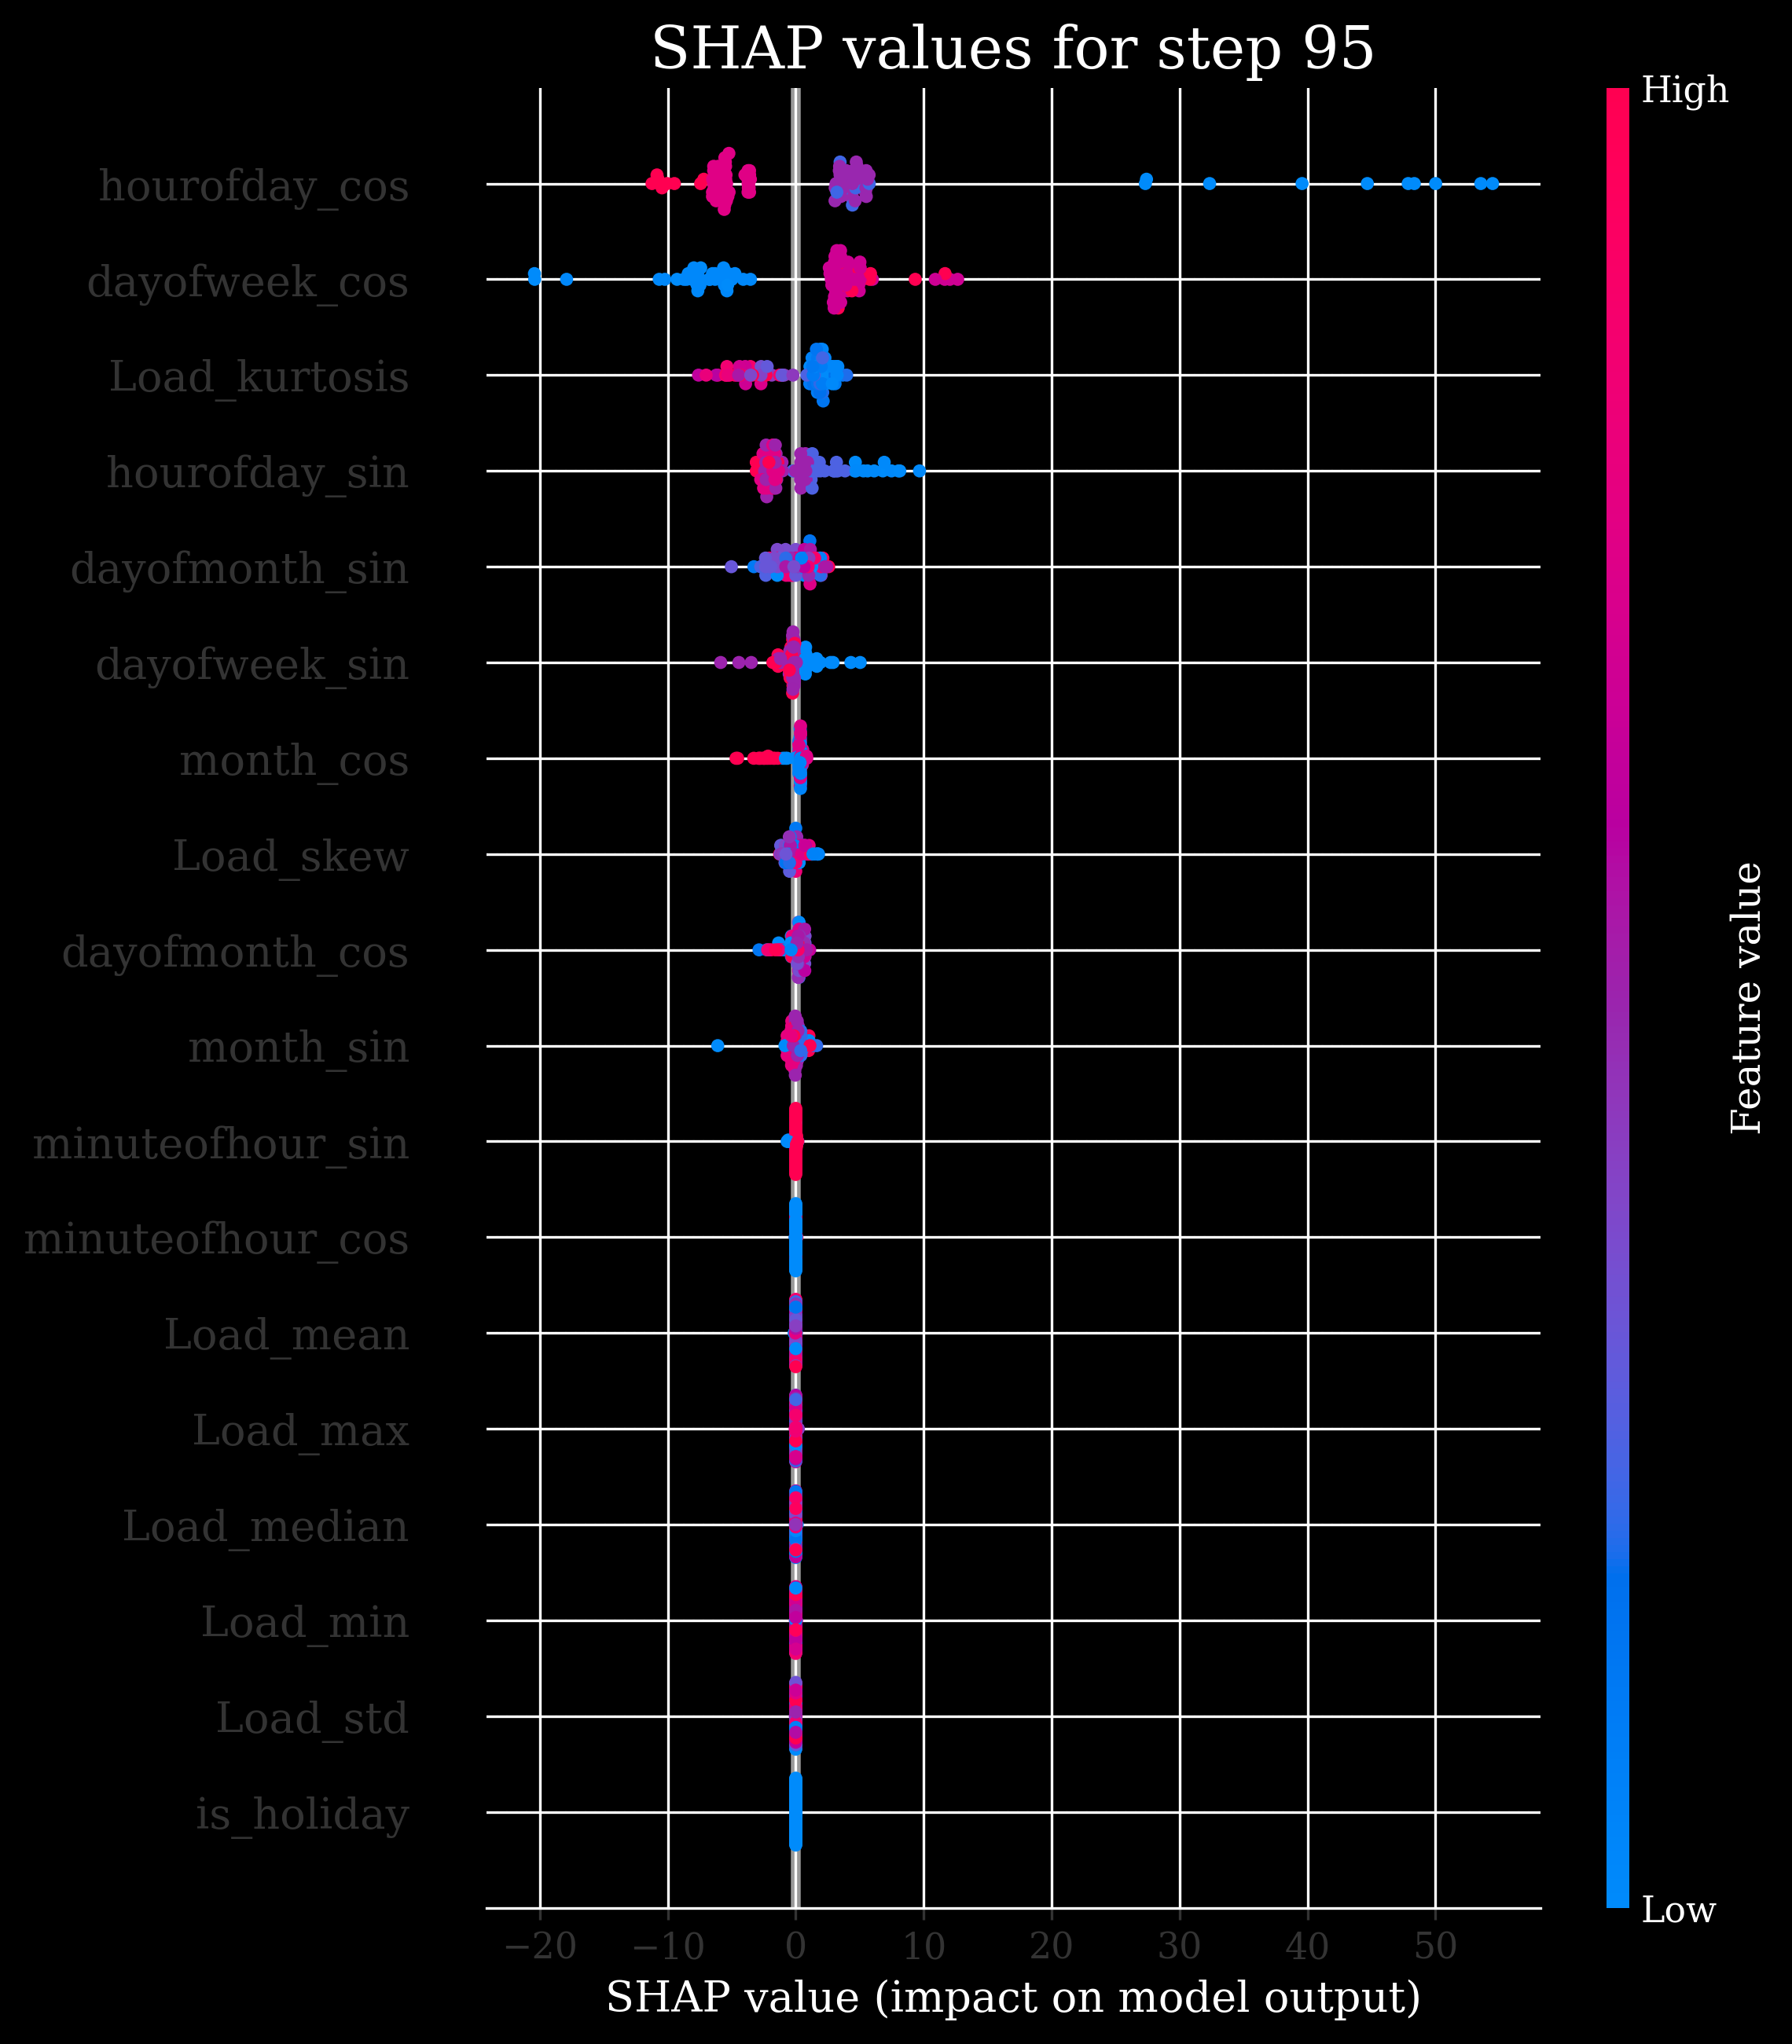 SHAP values for step 95
High
hourofday_cos
dayofweek_cos
Load_kurtosis
hourofday_sin
dayofmonth_sin
dayofweek_sin
month_cos
Load_skew
dayofmonth_cos
month_sin
minuteofhour_sin
minuteofhour_cos
Load_mean
Load_max
Load_median
Load_min
Load_std
is_holiday
Feature value
Low
−20 −10 0 10 20 30 40 50
SHAP value (impact on model output)